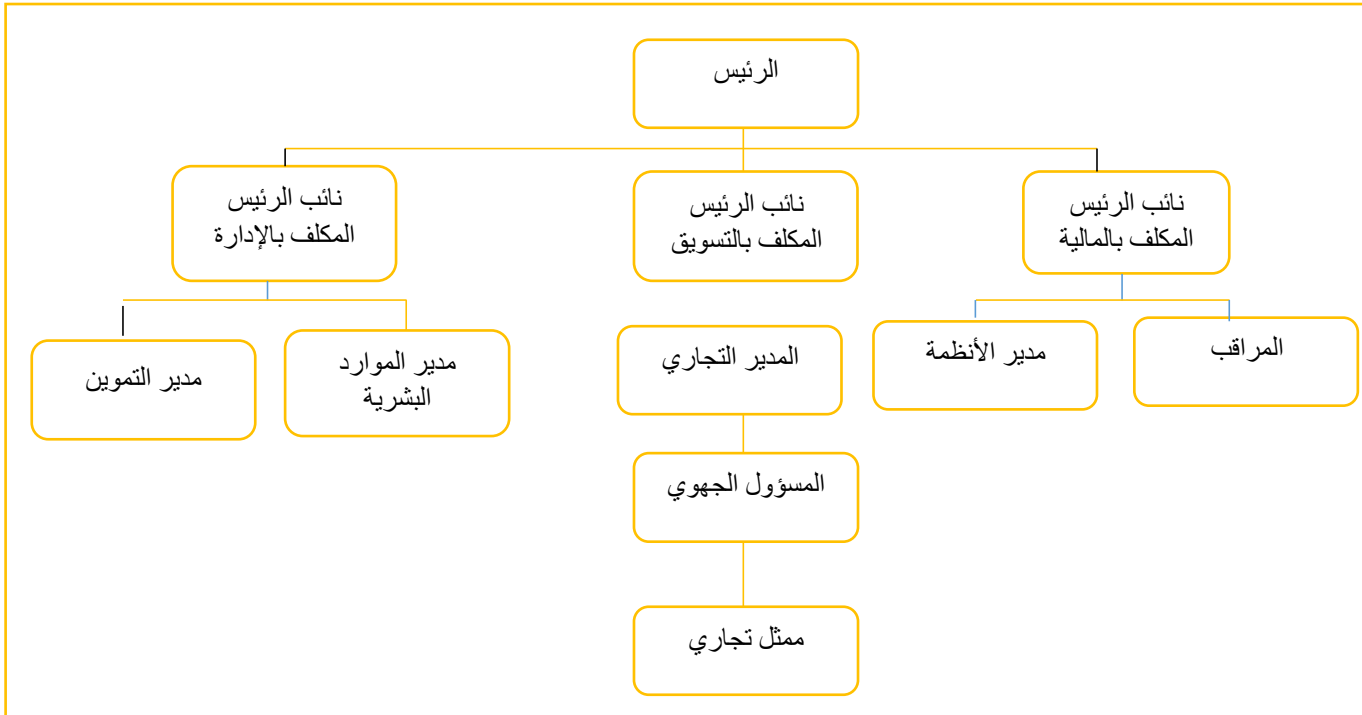 الرئيس
نائب الرئيس
المكلف بالمالية
نائب الرئيس
المكلف بالتسويق
نائب الرئيس
المكلف بالإدارة
المراقب
مدير الأنظمة
المدير التجاري
مدير الموارد
البشرية
مدير التموين
المسؤول الجهوي
ممثل تجاري